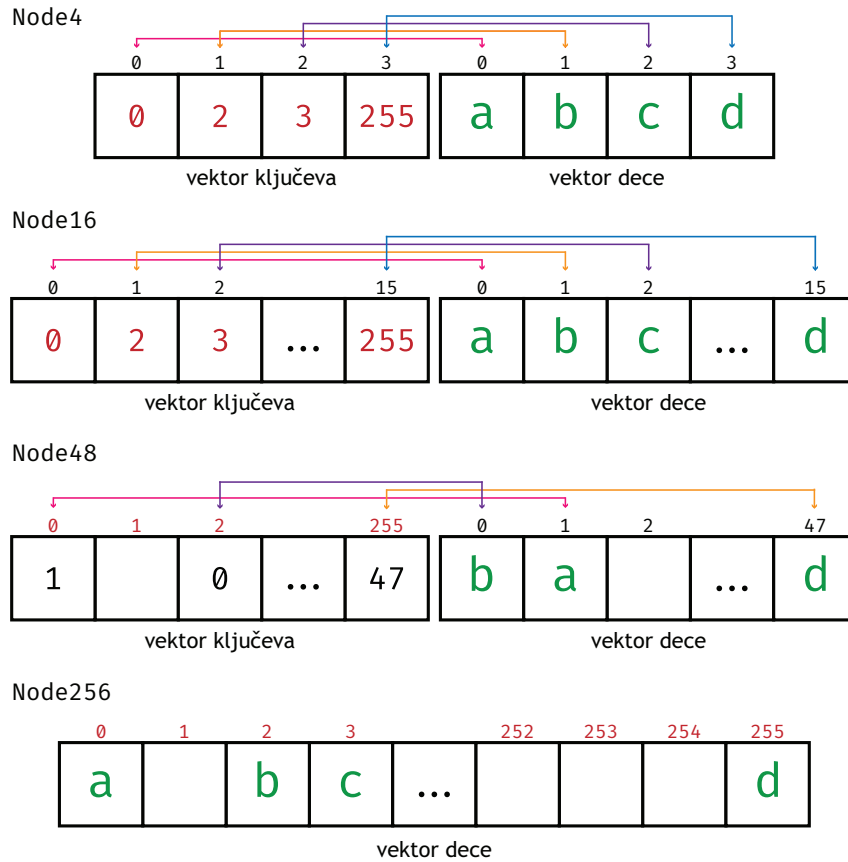 Node4
0 1 2 3 0 1 2 3
0 2 3 255 a b c d
vektor ključeva vektor dece
Node16
0 1 2 15 0 1 2 15
0 2 3 ... 255 a b c ... d
vektor ključeva vektor dece
Node48
0 1 2 255 0 1 2 47
1 0 ... 47 b a ... d
vektor ključeva vektor dece
Node256
0 1 2 3 252 253 254 255
a b c ... d
vektor dece